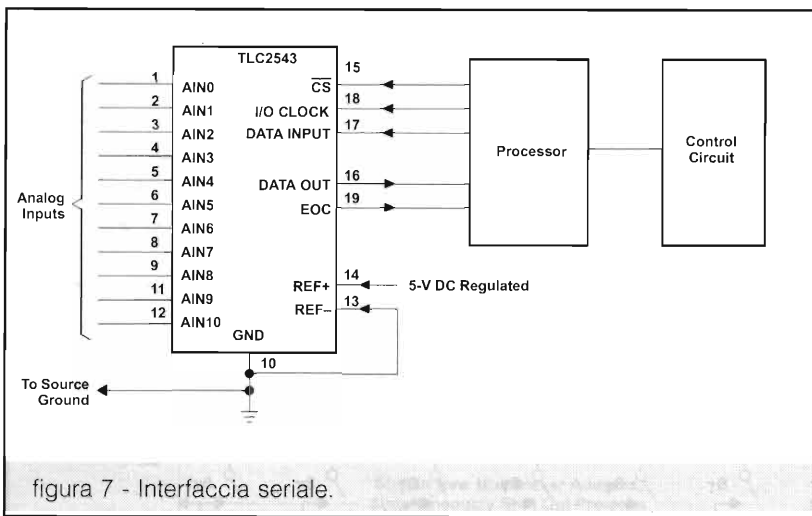 TLC2543
1 AIN0
2 AIN1
3 AIN2
4 AIN3
5 AIN4
6 AIN5
7 AIN6
8 AIN7
9 AIN8
11 AIN9
12 AIN10
Analog
Inputs
15
CS
18
I/O CLOCK
17
DATA INPUT
16
DATA OUT
19
EOC
14
REF+
5-V DC Regulated
13
REF–
GND
10
To Source
Ground
Processor
Control
Circuit
figura 7 - Interfaccia seriale.